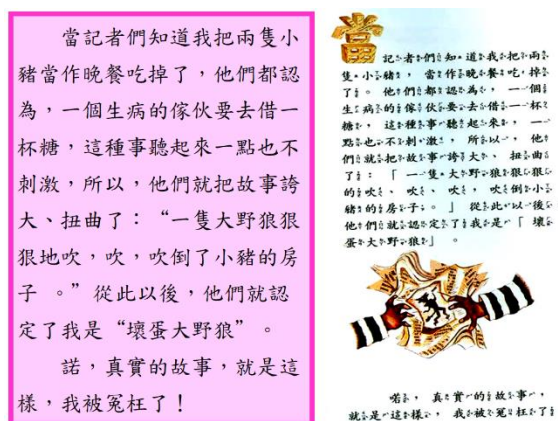 當記者們知道我把兩隻小
豬當作晚餐吃掉了，他們都認
為，一個生病的傢伙要去借一
杯糖，這種事聽起來一點也不
刺激，所以，他們就把故事誇
大、扭曲了：“一隻大野狼狠
狠地吹，吹，吹倒了小豬的房
子 。”從此以後，他們就認
定了我是“壞蛋大野狼”。
諾，真實的故事，就是這
樣，我被冤枉了！
當記者們知道我把兩
隻小豬，當作晚餐吃掉
了。他們都認為，一個
生病的傢伙要去借一杯
糖，這種事聽起來，一
點也不刺激，所以，他
們就把故事誇大、扭曲
了：「一隻大野狼狠狠
的吹、吹、吹，吹倒小
豬的房子。」從此以後
他們就認定了我是「壞
蛋大野狼」。
喏，真實的故事，
就是這樣，我被冤枉了